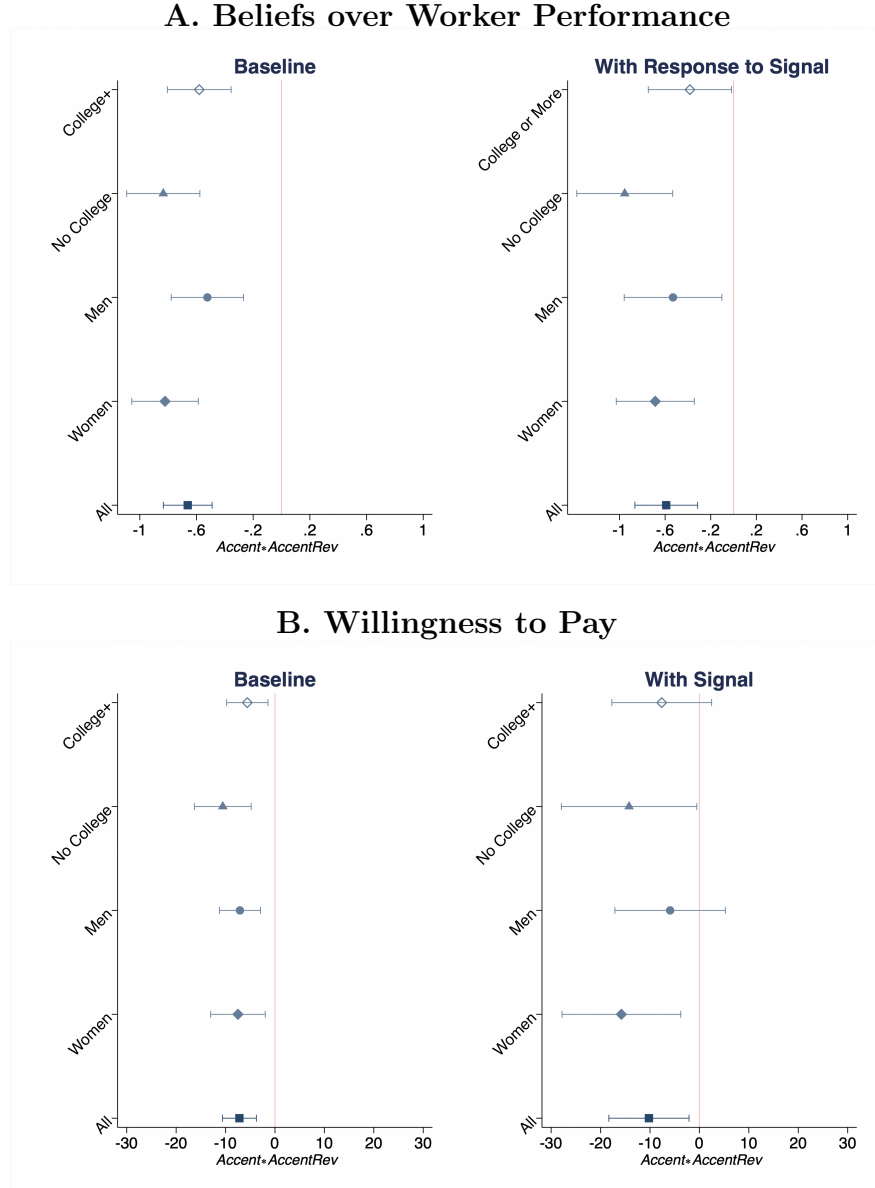 A. Beliefs over Worker Performance
Baseline
College+
No College
Men
Women
All
-1 -.6 -.2 .2 .6 1
Accent*AccentRev
With Response to Signal
College or More
No College
Men
Women
All
-1 -.6 -.2 .2 .6 1
Accent*AccentRev
B. Willingness to Pay
Baseline
College+
No College
Men
Women
All
-30 -20 -10 0 10 20 30
Accent*AccentRev
With Signal
College+
No College
Men
Women
All
-30 -20 -10 0 10 20 30
Accent*AccentRev